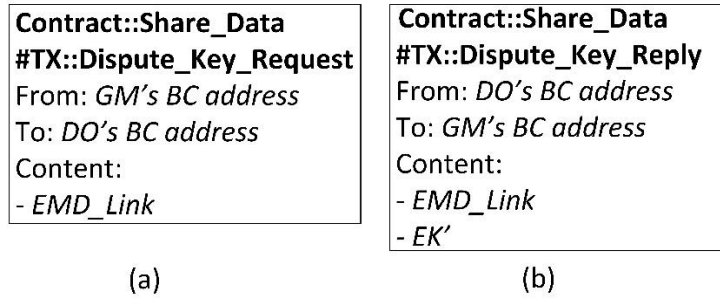 Contract::Share_Data
#TX::Dispute_Key_Request
From: GM's BC address
To: DO's BC address
Content:
- EMD_Link
(a)
Contract::Share_Data
#TX::Dispute_Key_Reply
From: DO's BC address
To: GM's BC address
Content:
- EMD_Link
- EK'
(b)